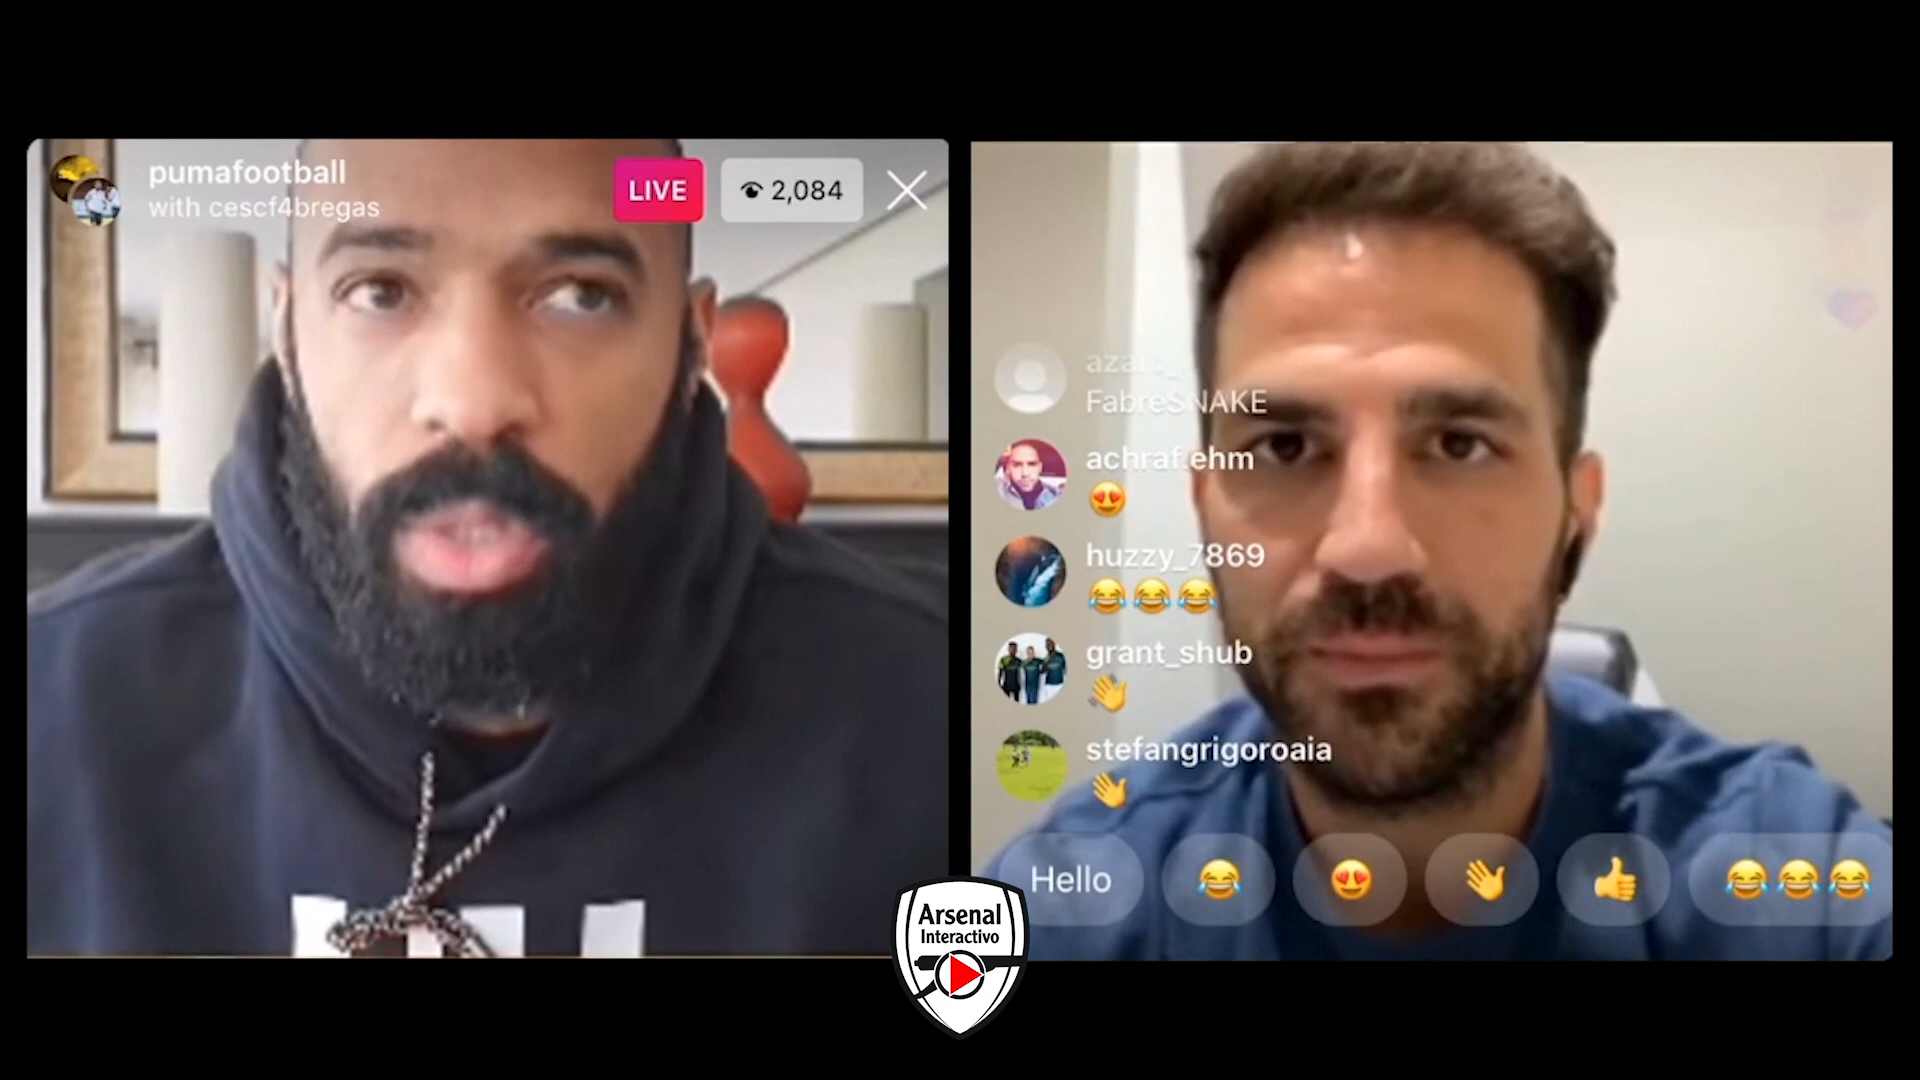 pumafootball
with cescf4bregas
LIVE
2,084
FabreSNAKE
achraf.ehm
😍
huzzy_7869
😂😂😂
grant_shub
👋
stefangrigoroaia
👋
Hello 😂 😍 👋 👍 😂😂😂
Arsenal
Interactivo